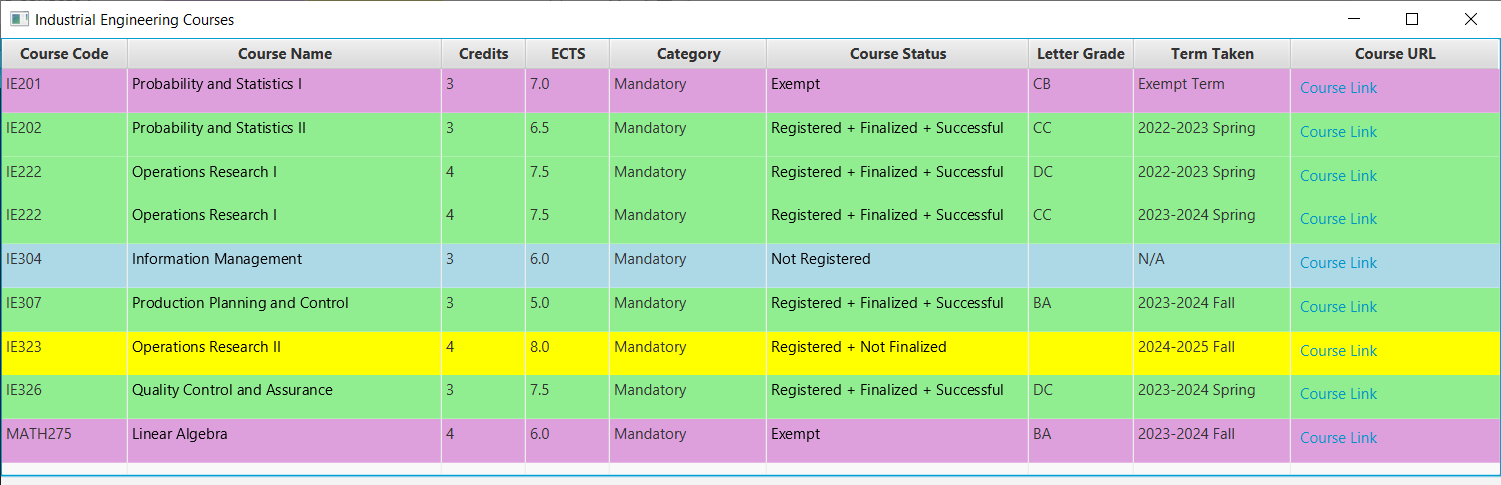 Industrial Engineering Courses
Course Code Course Name Credits ECTS Category Course Status Letter Grade Term Taken Course URL
IE201 Probability and Statistics I 3 7.0 Mandatory Exempt CB Exempt Term Course Link
IE202 Probability and Statistics II 3 6.5 Mandatory Registered + Finalized + Successful CC 2022-2023 Spring Course Link
IE222 Operations Research I 4 7.5 Mandatory Registered + Finalized + Successful DC 2022-2023 Spring Course Link
IE222 Operations Research I 4 7.5 Mandatory Registered + Finalized + Successful CC 2023-2024 Spring Course Link
IE304 Information Management 3 6.0 Mandatory Not Registered N/A Course Link
IE307 Production Planning and Control 3 5.0 Mandatory Registered + Finalized + Successful BA 2023-2024 Fall Course Link
IE323 Operations Research II 4 8.0 Mandatory Registered + Not Finalized 2024-2025 Fall Course Link
IE326 Quality Control and Assurance 3 7.5 Mandatory Registered + Finalized + Successful DC 2023-2024 Spring Course Link
MATH275 Linear Algebra 4 6.0 Mandatory Exempt BA 2023-2024 Fall Course Link